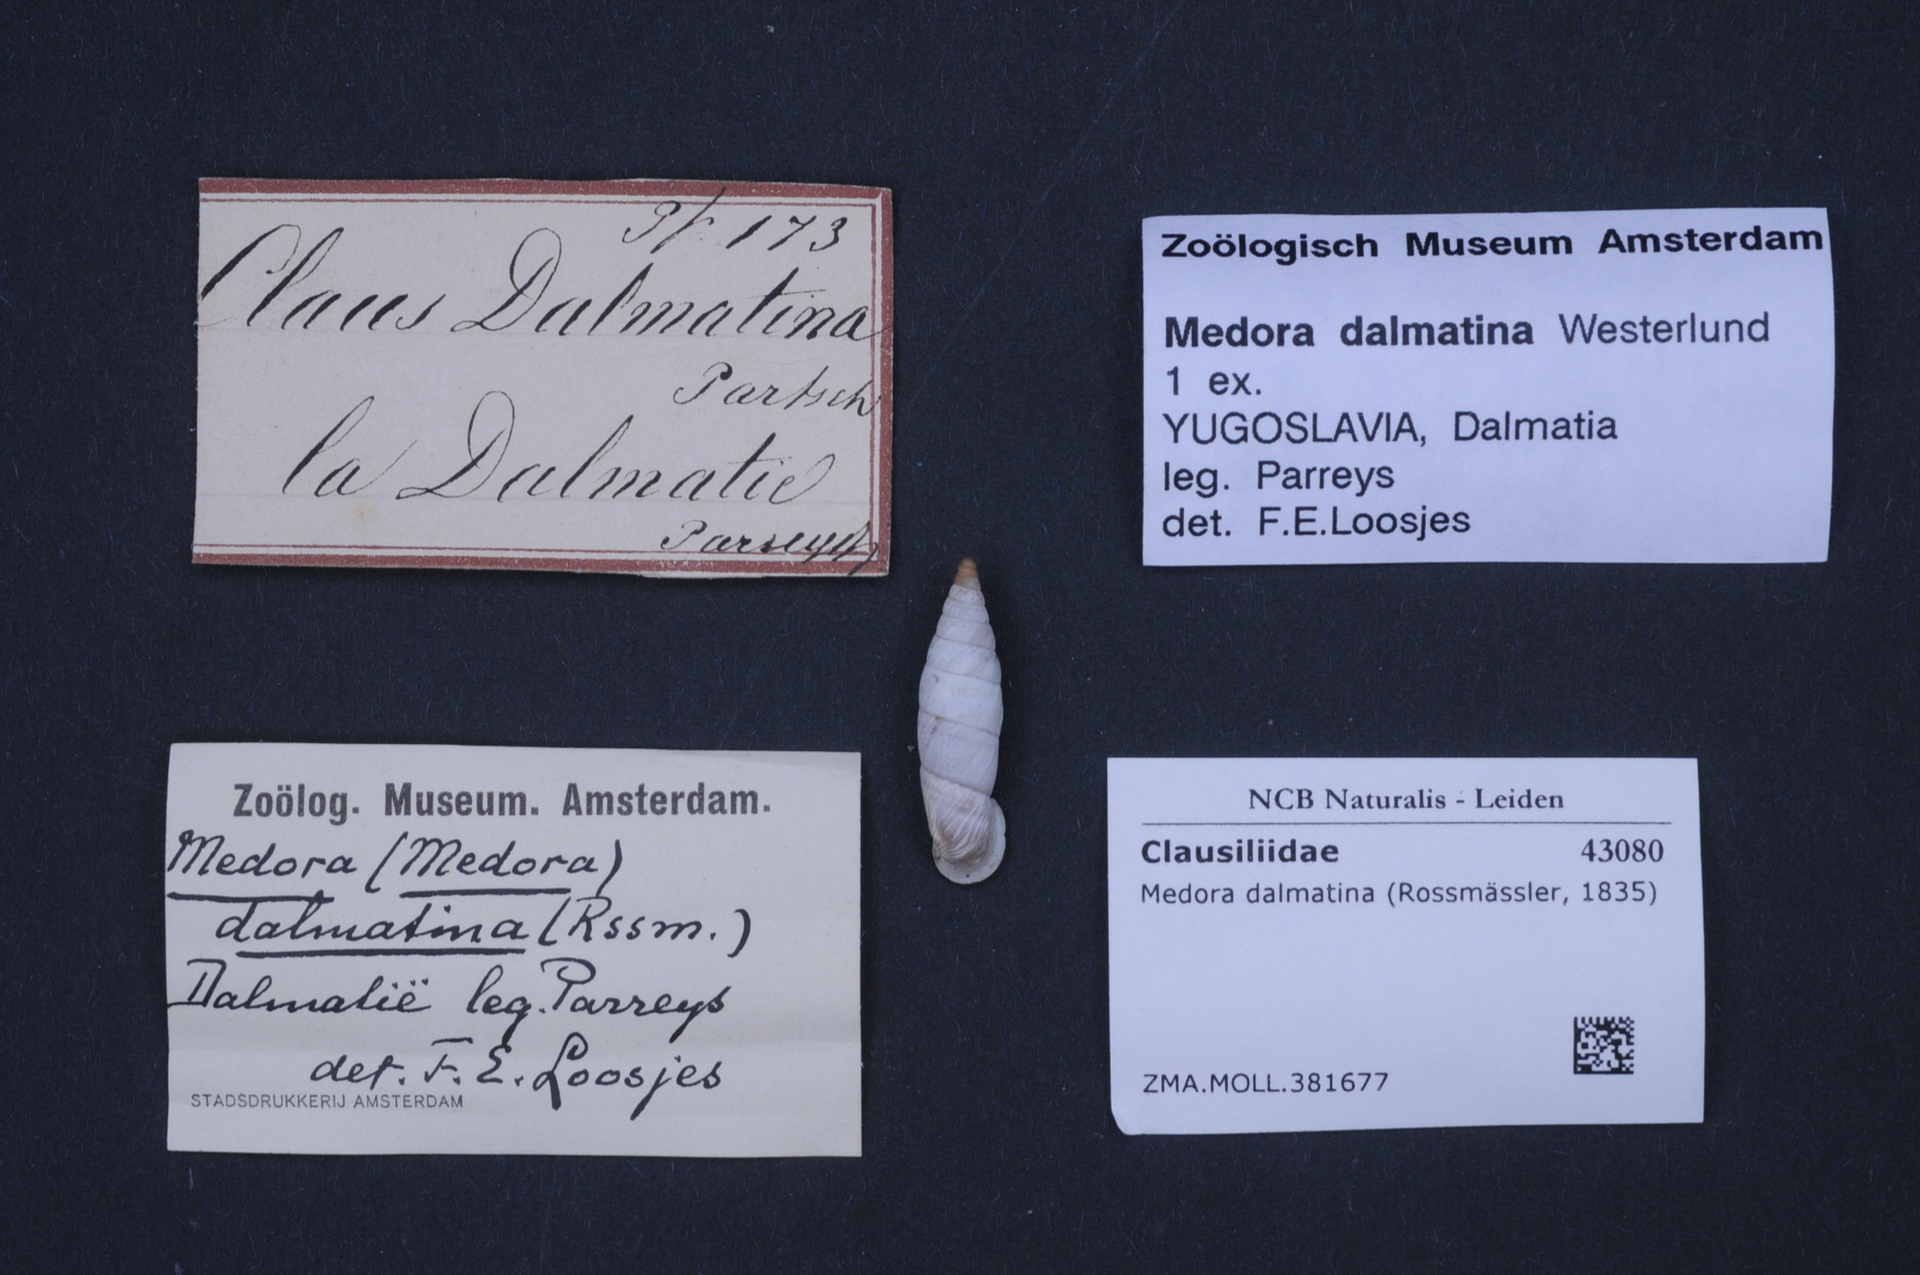 Pf. 173
Claus Dalmatina
Partsch
la Dalmatie
Parreyss
Zoölogisch Museum Amsterdam
Medora dalmatina Westerlund
1 ex.
YUGOSLAVIA, Dalmatia
leg. Parreys
det. F.E.Loosjes
Zoölog. Museum. Amsterdam.
Medora (Medora)
dalmatina (Rssm.)
Dalmatië leg. Parreys
det. F. E. Loosjes
STADSDRUKKERIJ AMSTERDAM
NCB Naturalis - Leiden
Clausiliidae 43080
Medora dalmatina (Rossmässler, 1835)
ZMA.MOLL.381677